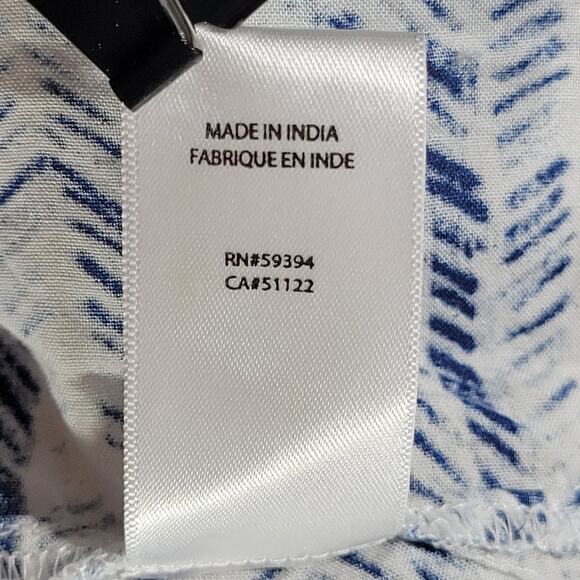 MADE IN INDIA
FABRIQUE EN INDE
RN#59394
CA#51122